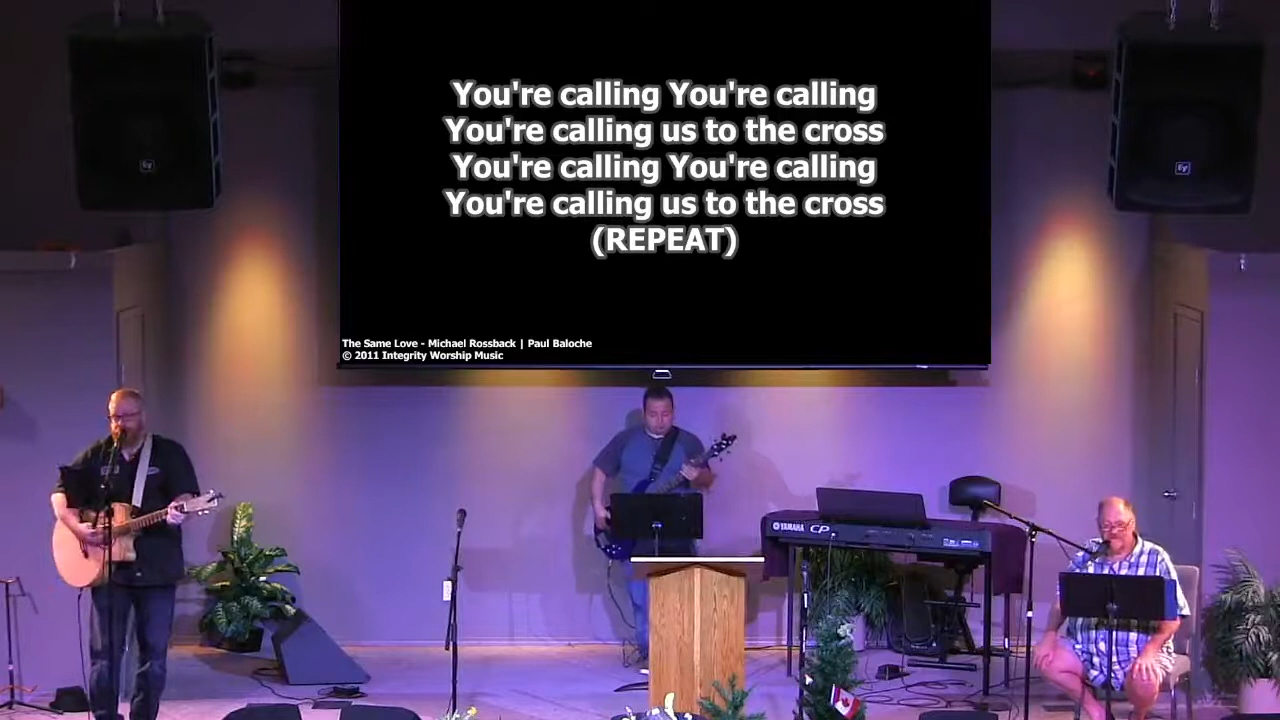 You're calling You're calling
You're calling us to the cross
You're calling You're calling
You're calling us to the cross
(REPEAT)
The Same Love - Michael Rossback | Paul Baloche
© 2011 Integrity Worship Music
YAMAHA CP
EV
EV